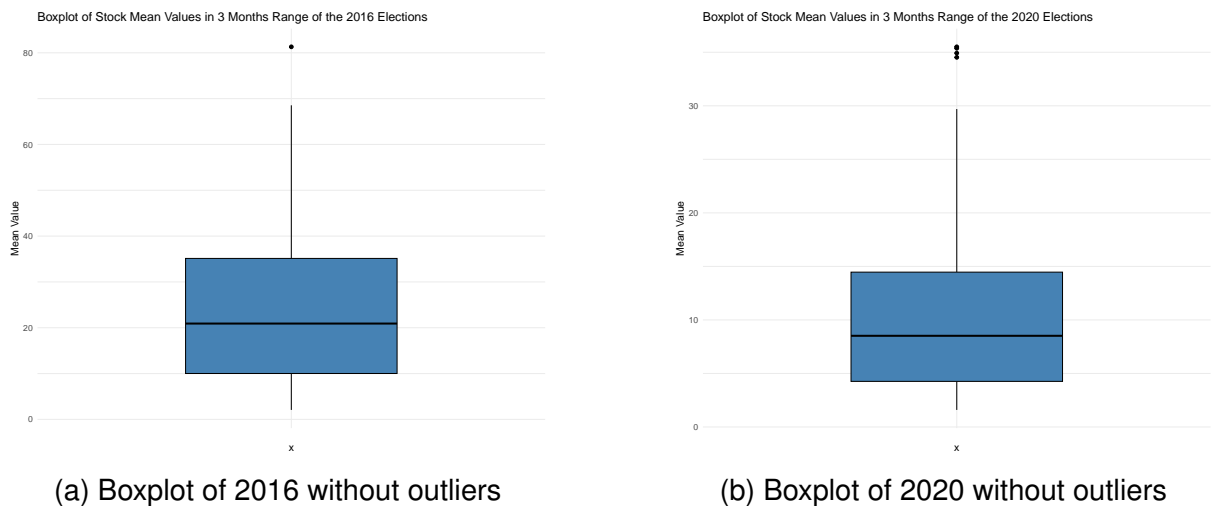 Boxplot of Stock Mean Values in 3 Months Range of the 2016 Elections
80
60
40
20
0
Mean Value
x
(a) Boxplot of 2016 without outliers
Boxplot of Stock Mean Values in 3 Months Range of the 2020 Elections
30
20
10
0
Mean Value
x
(b) Boxplot of 2020 without outliers